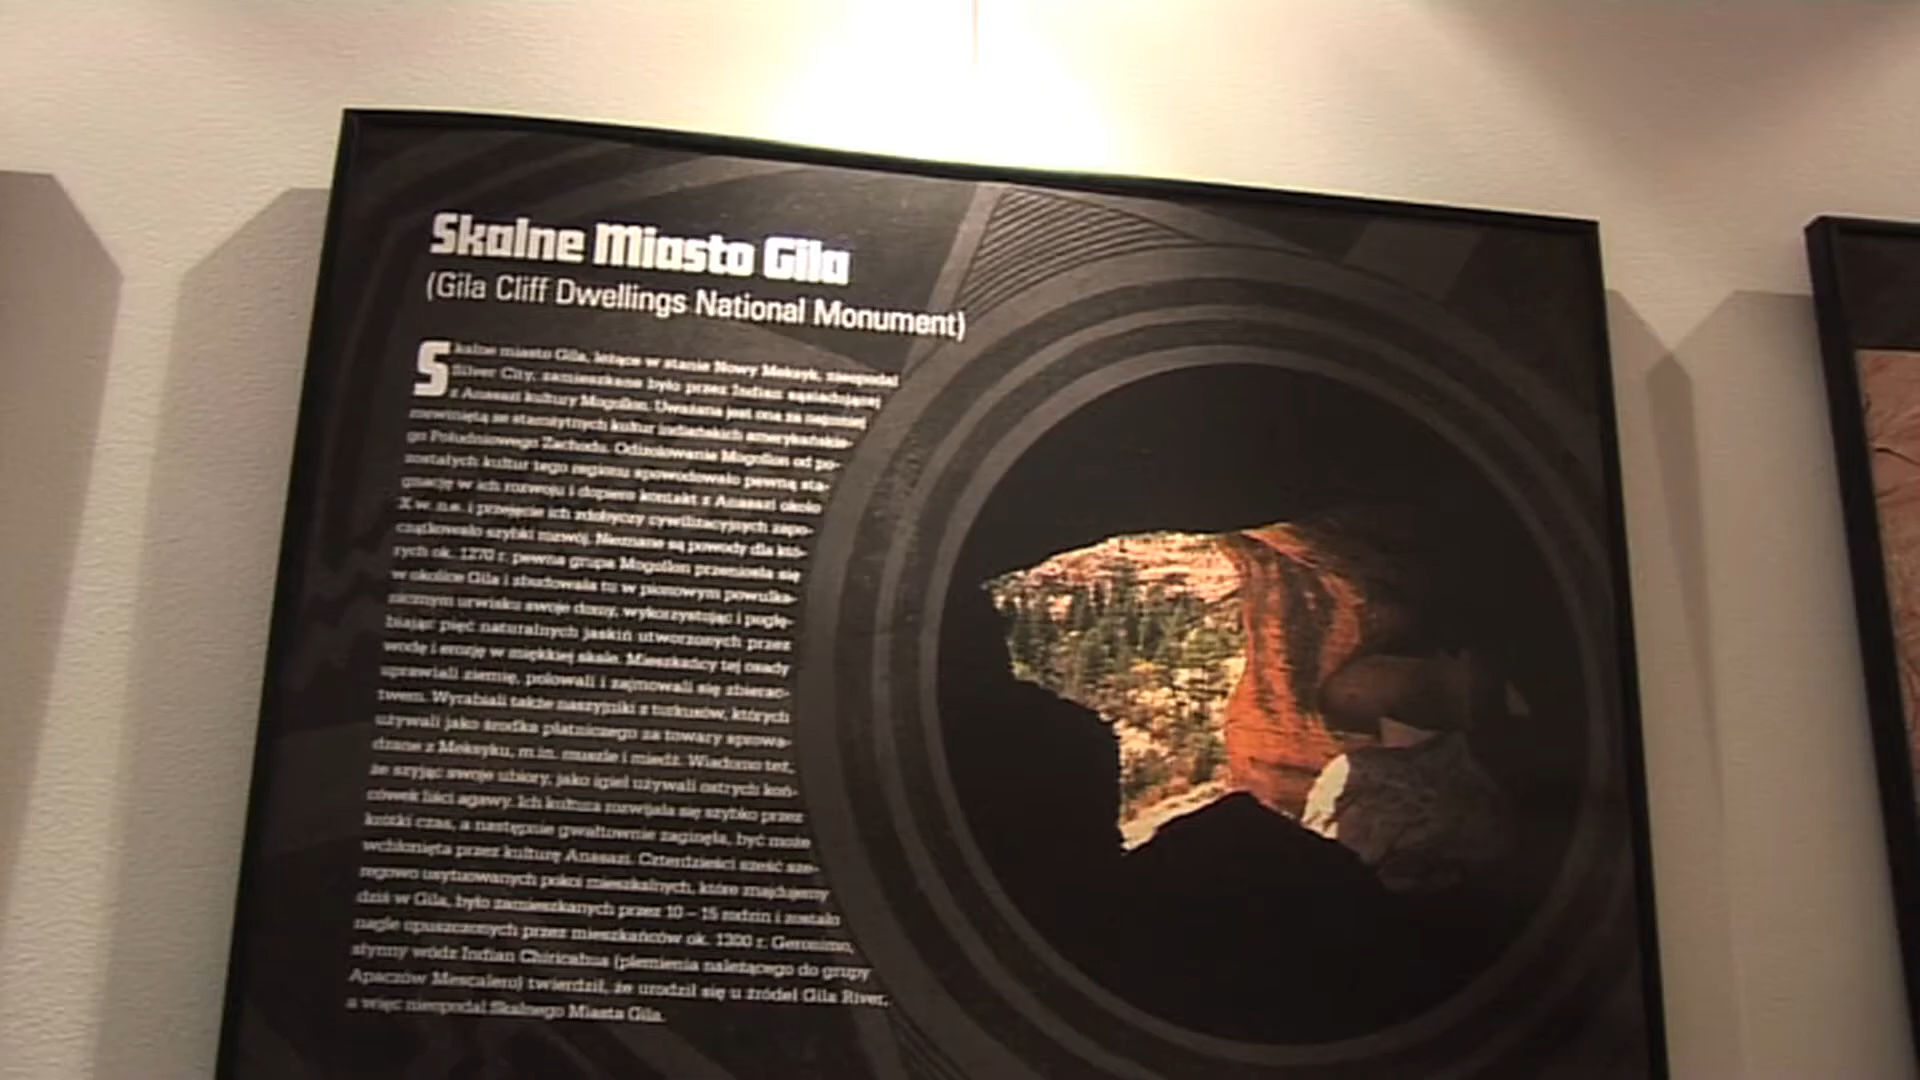 Skalne Miasto Gila
(Gila Cliff Dwellings National Monument)
Skalne miasto Gila, leżące w stanie Nowy Meksyk, nieopodal
Silver City, zamieszkane było przez Indian sąsiadującej
z Anasazi kultury Mogollon. Uważana jest ona za najmniej
rozwiniętą ze starożytnych kultur indiańskich amerykańskie-
go Południowego Zachodu. Odizolowanie Mogollon od po-
zostałych kultur tego regionu spowodowało pewną sta-
gnację w ich rozwoju i dopiero kontakt z Anasazi około
X w. n.e. i przejęcie ich zdobyczy cywilizacyjnych zapo-
czątkowało szybki rozwój. Nieznane są powody dla któ-
rych ok. 1270 r. pewna grupa Mogollon przeniosła się
w okolice Gila i zbudowała tu w pionowym powulka-
nicznym urwisku swoje domy, wykorzystując i pogłę-
biając pięć naturalnych jaskiń utworzonych przez
wodę i erozję w miękkiej skale. Mieszkańcy tej osady
uprawiali ziemię, polowali i zajmowali się zbierac-
twem. Wyrabiali także naszyjniki z turkusów, których
używali jako środka płatniczego za towary sprowa-
dzane z Meksyku, m.in. muszle i miedź. Wiadomo też,
że szyjąc swoje ubiory, jako igieł używali ostrych koń-
cówek liści agawy. Ich kultura rozwijała się szybko przez
krótki czas, a następnie gwałtownie zaginęła, być może
wchłonięta przez kulturę Anasazi. Czterdzieści sześć sze-
regowo usytuowanych pokoi mieszkalnych, które znajdujemy
dziś w Gila, było zamieszkanych przez 10 – 15 rodzin i zostało
nagle opuszczonych przez mieszkańców ok. 1300 r. Geronimo,
słynny wódz Indian Chiricahua (plemienia należącego do grupy
Apaczów Mescalero) twierdził, że urodził się u źródeł Gila River,
a więc nieopodal Skalnego Miasta Gila.